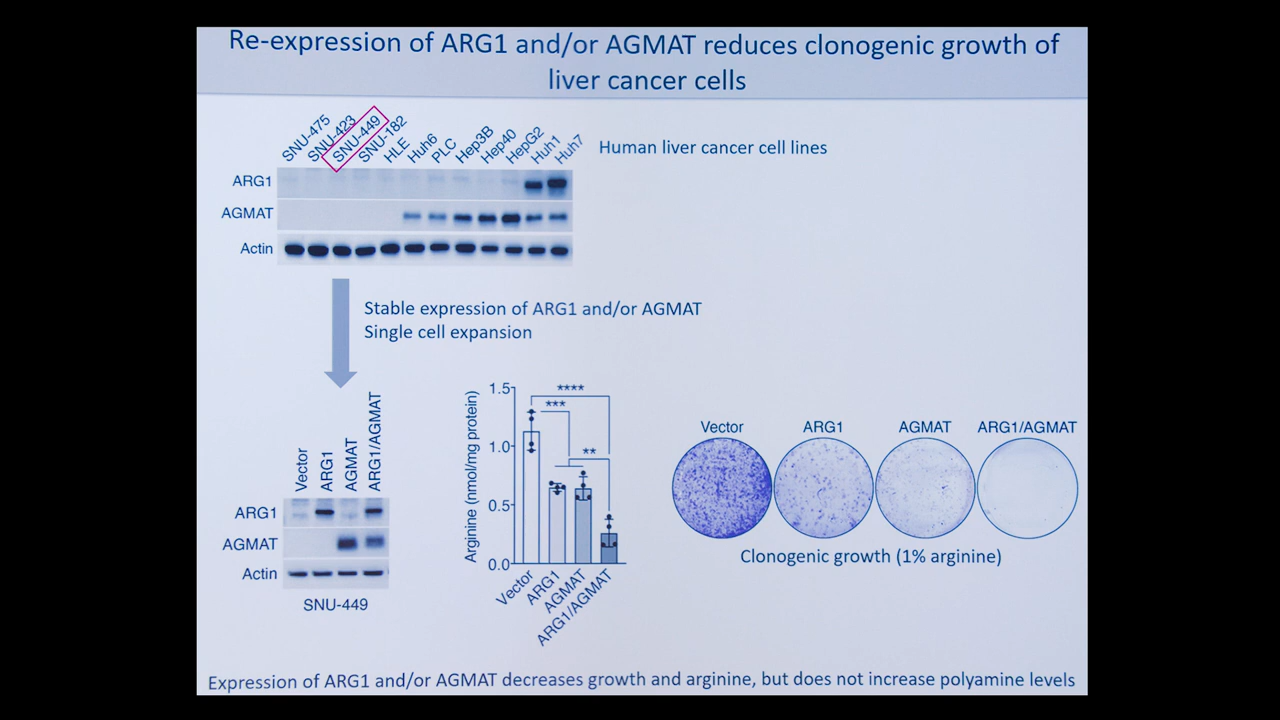 Re-expression of ARG1 and/or AGMAT reduces clonogenic growth of
liver cancer cells
SNU-475
SNU-423
SNU-449
SNU-182
HLE
Huh6
PLC
Hep3B
Hep40
HepG2
Huh1
Huh7
Human liver cancer cell lines
ARG1
AGMAT
Actin
Stable expression of ARG1 and/or AGMAT
Single cell expansion
Vector
ARG1
AGMAT
ARG1/AGMAT
ARG1
AGMAT
Actin
SNU-449
Arginine (nmol/mg protein)
1.5
1.0
0.5
0.0
****
***
**
Vector
ARG1
AGMAT
ARG1/AGMAT
Vector
ARG1
AGMAT
ARG1/AGMAT
Clonogenic growth (1% arginine)
Expression of ARG1 and/or AGMAT decreases growth and arginine, but does not increase polyamine levels